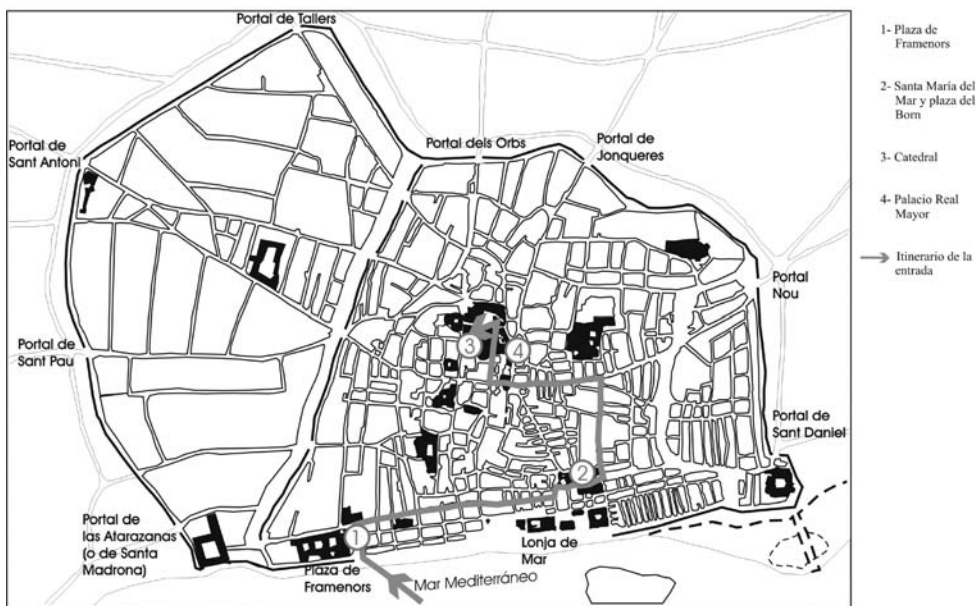 Portal de Tallers
Portal dels Orbs
Portal de
Jonqueres
Portal de
Sant Antoni
Portal
Nou
Portal de
Sant Pau
3
4
Portal de
Sant Daniel
2
Portal de
las Atarazanas
(o de Santa
Madrona)
1
Plaza de
Framenors
Lonja de
Mar
Mar Mediterráneo
1- Plaza de
Framenors
2- Santa María del
Mar y plaza del
Born
3- Catedral
4- Palacio Real
Mayor
Itinerario de la
entrada